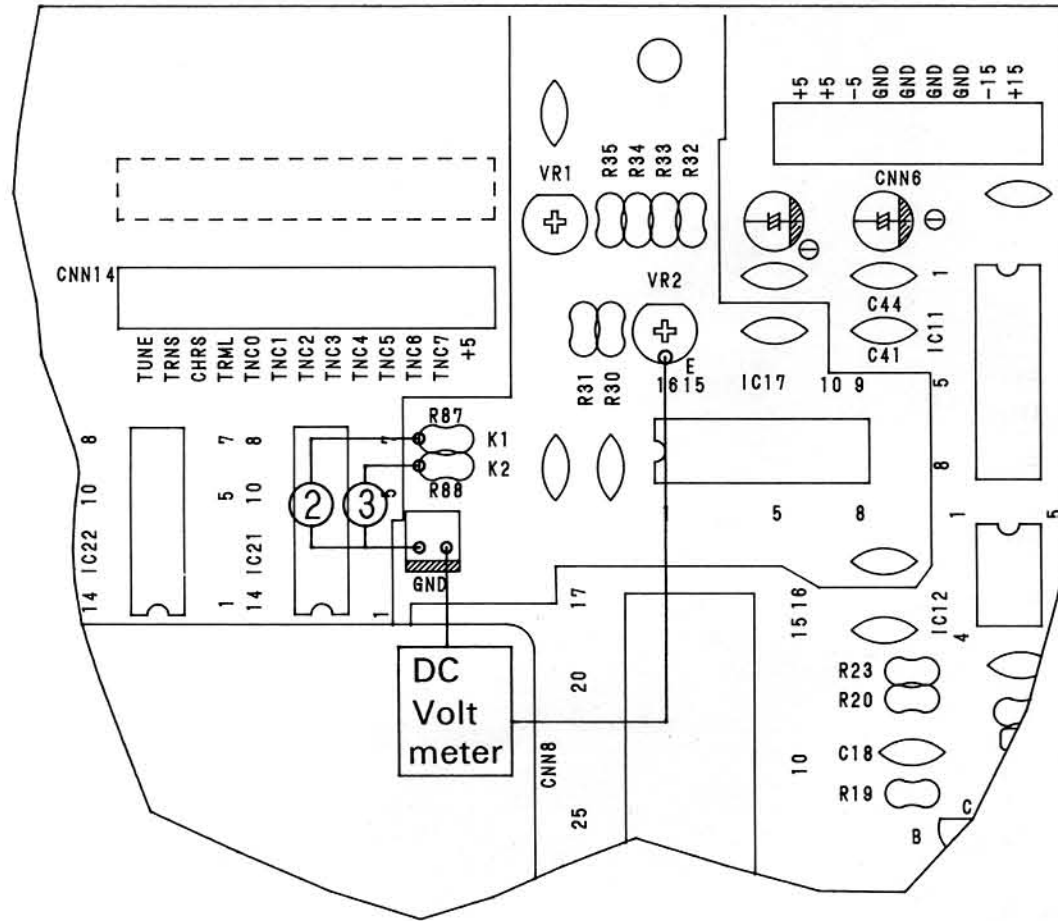 +5
+5
-5
GND
GND
GND
GND
-15
+15
CNN6
VR1
R35
R34
R33
R32
CNN14
TUNE
TRNS
CHRS
TRML
TNC0
TNC1
TNC2
TNC3
TNC4
TNC5
TNC6
TNC7
+5
VR2
E
R31
R30
16 15
IC17
10 9
1
5
8
C44
C41
1
IC11
5
8
R87
K1
K2
R88
8
10
IC22
14
7
5
1
8
10
IC21
14
7
5
1
2
3
GND
DC
Volt
meter
CNN8
17
20
25
15 16
10
1
5
IC12
4
R23
R20
C18
R19
B
C